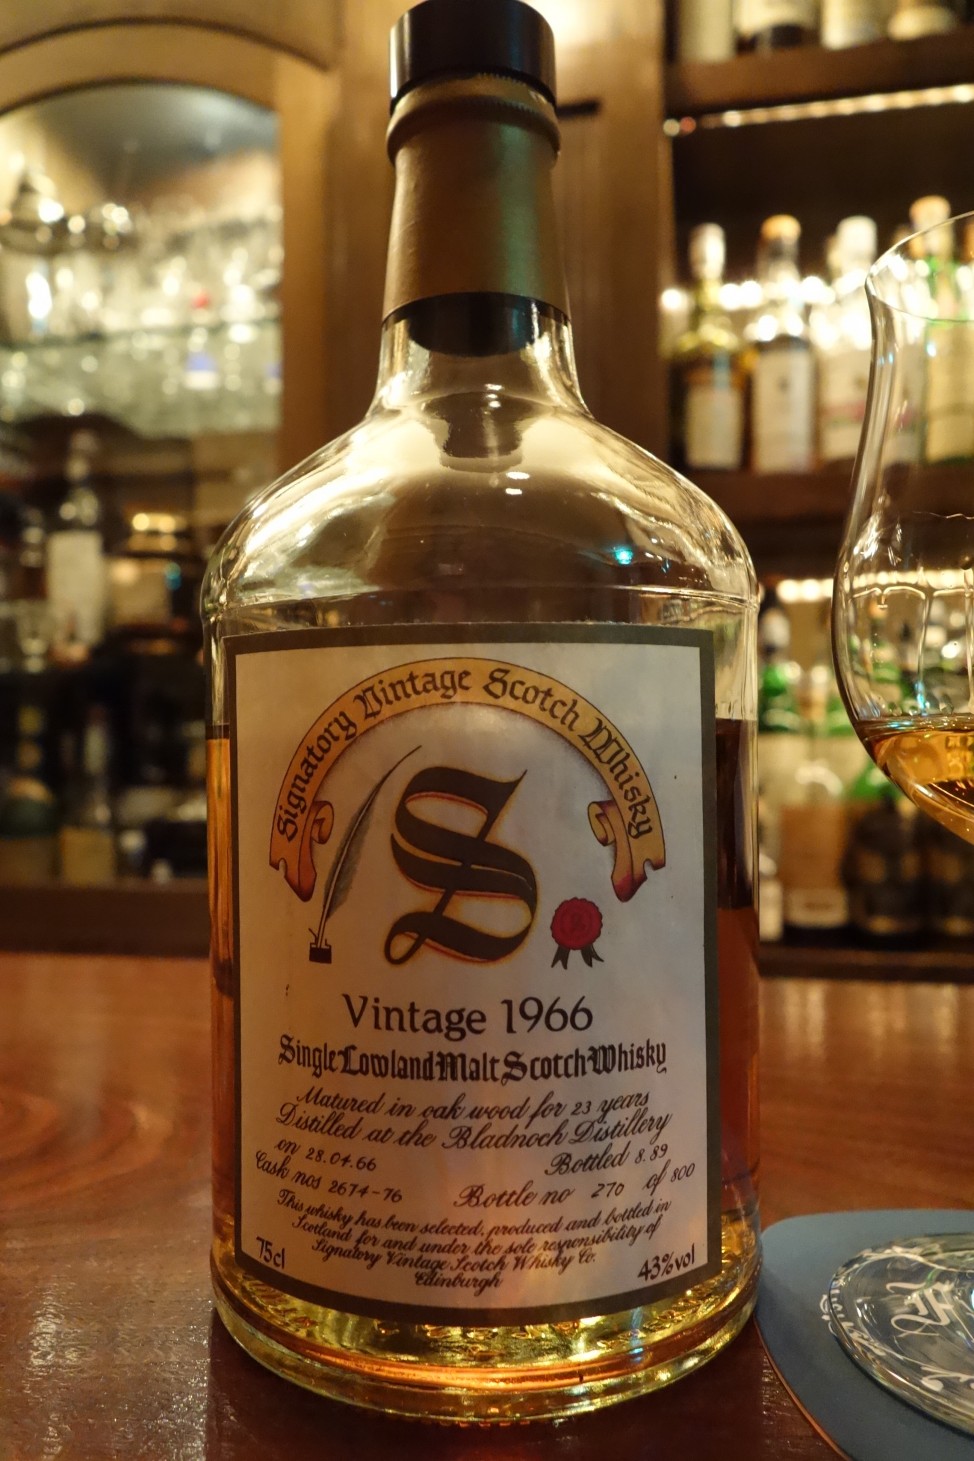 Signatory Vintage Scotch Whisky
S
Vintage 1966
Single Lowland Malt Scotch Whisky
Matured in oak wood for 23 years
Distilled at the Bladnoch Distillery
on 28.04.66 Bottled 8.89
Cask nos 2674-76 Bottle no 270 of 800
This whisky has been selected, produced and bottled in
Scotland for and under the sole responsibility of
Signatory Vintage Scotch Whisky Co.
Edinburgh
75cl 43%vol